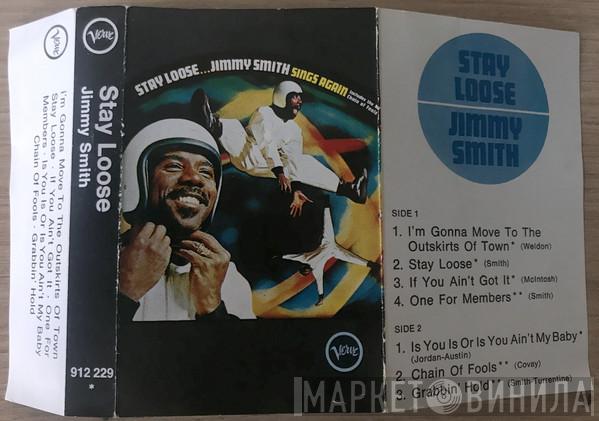 Verve
i'm Gonna Move To The Outskirts Of Town
Stay Loose · If You Ain't Got It · One For
Members · Is You Is Or Is You Ain't My Baby
Chain Of Fools · Grabbin' Hold
Verve
Stay Loose
Jimmy Smith
912 229
*
STAY LOOSE...JIMMY SMITH SINGS AGAIN
includes the
Chain of Fools
Verve
STAY
LOOSE
JIMMY
SMITH
SIDE 1
1. I'm Gonna Move To The
Outskirts Of Town* (Weldon)
2. Stay Loose* (Smith)
3. If You Ain't Got It* (McIntosh)
4. One For Members** (Smith)
SIDE 2
1. Is You Is Or Is You Ain't My Baby*
(Jordan-Austin)
2. Chain Of Fools** (Covay)
3. Grabbin' Hold** (Smith-Turrentine)
МАРКЕТ ВИНИЛА